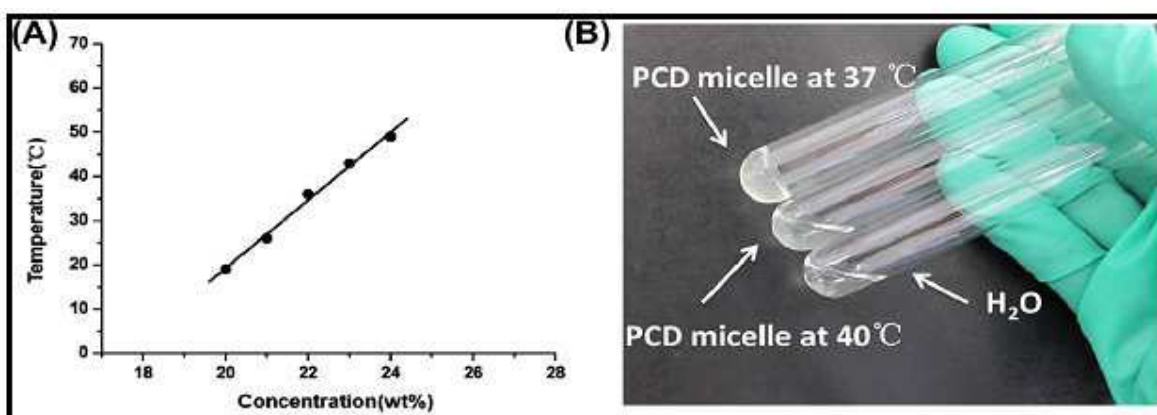 (A)
70
60
50
40
30
20
10
0
Temperature(℃)
18 20 22 24 26 28
Concentration(wt%)
(B)
PCD micelle at 37 ℃
PCD micelle at 40℃
H₂O